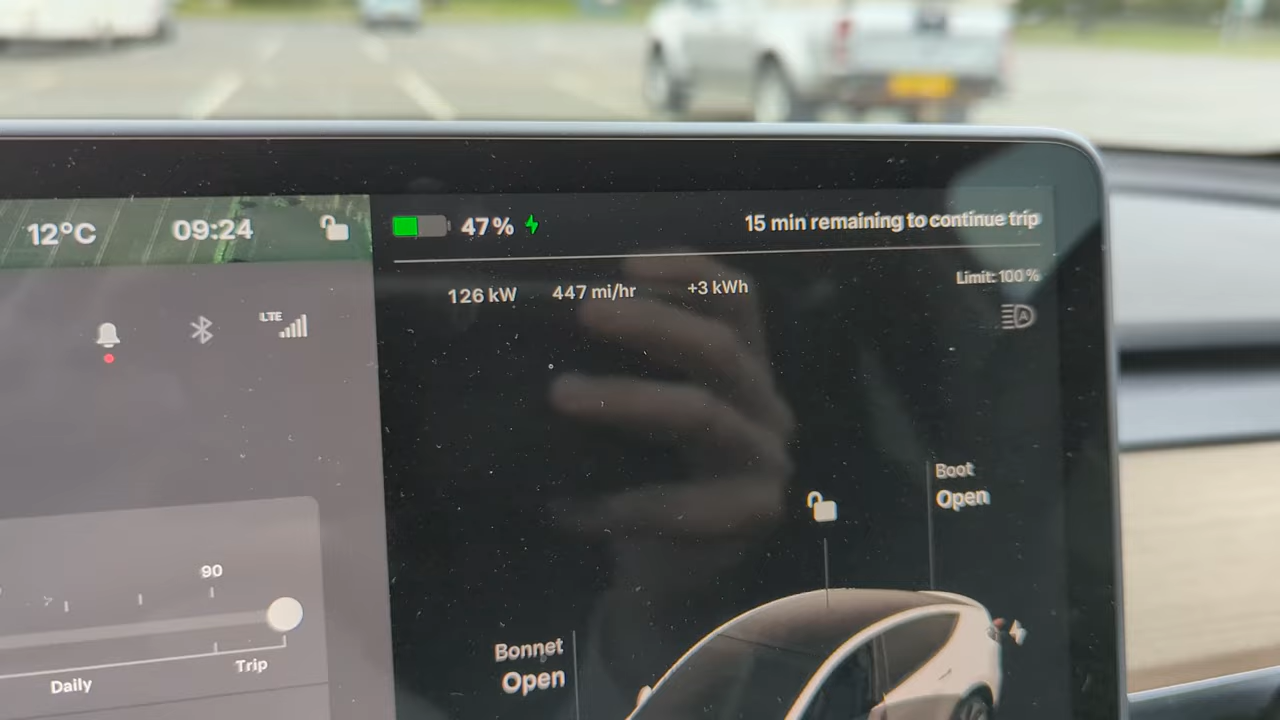 12°C 09:24 47% 15 min remaining to continue trip
126 kW 447 mi/hr +3 kWh Limit: 100 %
LTE
A
Boot
Open
90
Bonnet
Open
Trip
Daily